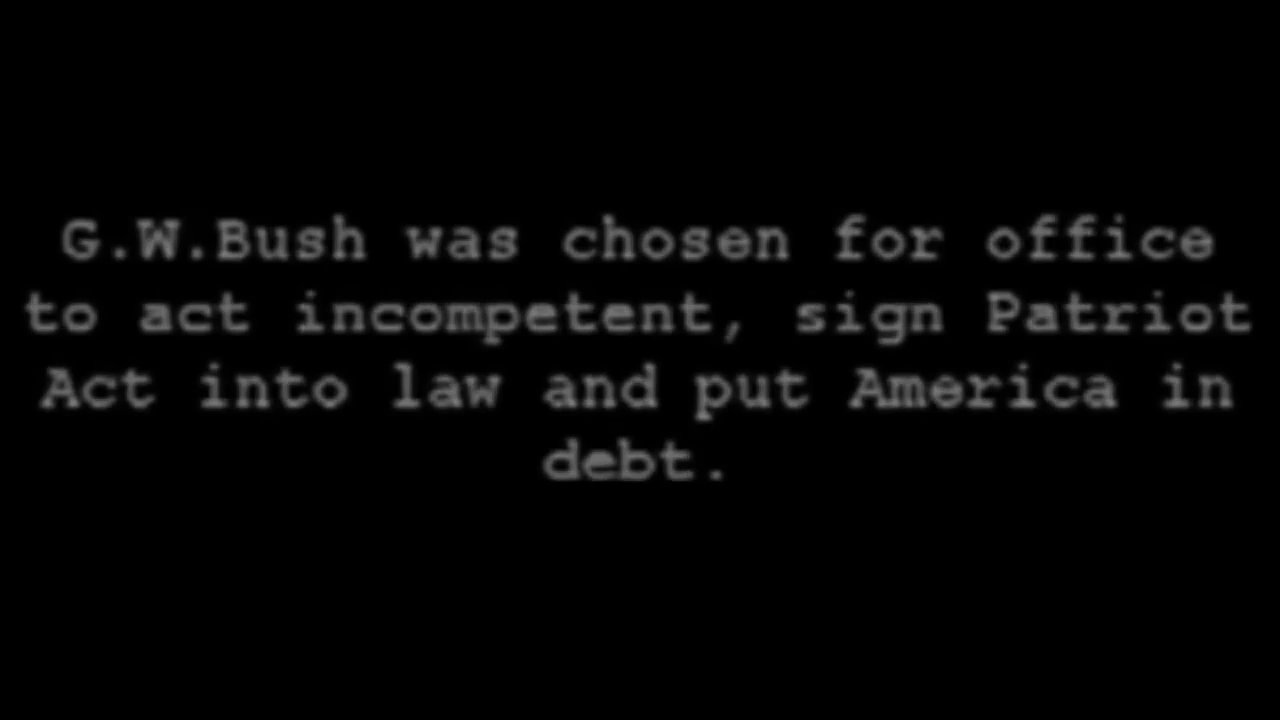 G.W.Bush was chosen for office
to act incompetent, sign Patriot
Act into law and put America in
debt.